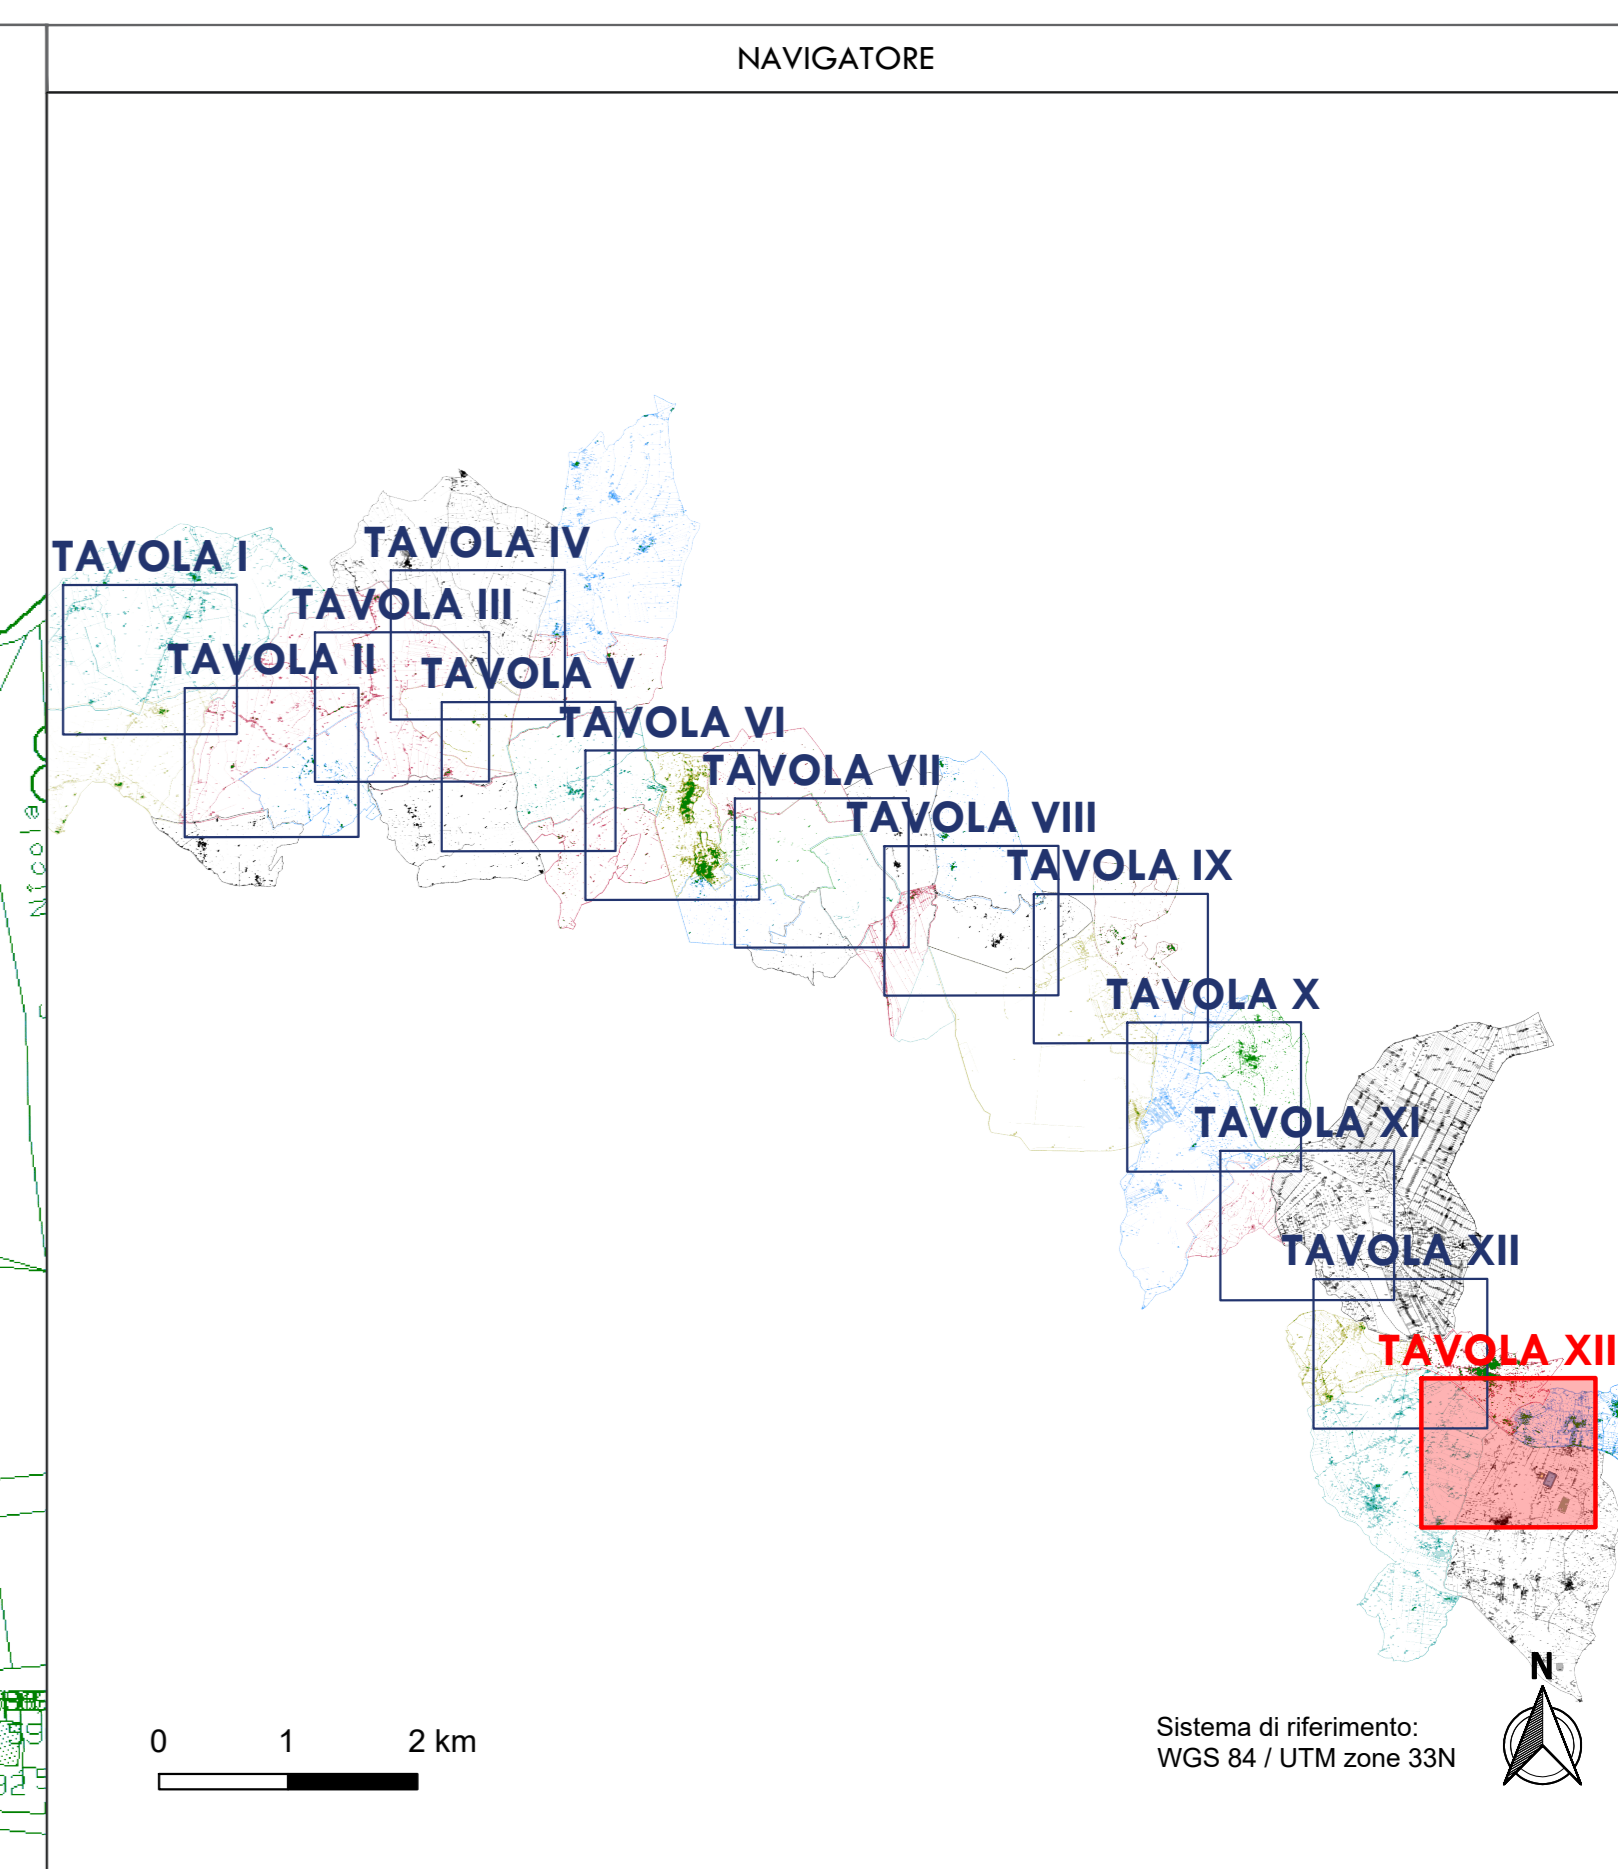 NAVIGATORE
TAVOLA I
TAVOLA IV
TAVOLA III
TAVOLA II
TAVOLA V
TAVOLA VI
TAVOLA VII
TAVOLA VIII
TAVOLA IX
TAVOLA X
TAVOLA XI
TAVOLA XII
TAVOLA XII
Nicola
N
0 1 2 km
Sistema di riferimento:
WGS 84 / UTM zone 33N